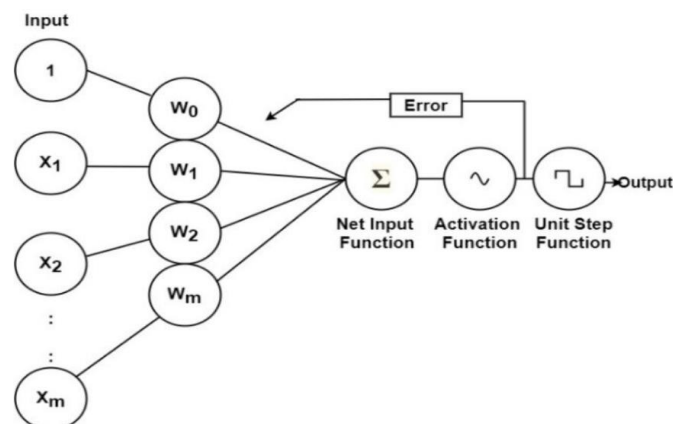 Input
1
W0
Error
X1
W1
Σ
Output
Net Input
Function
Activation
Function
Unit Step
Function
W2
X2
Wm
:
:
Xm